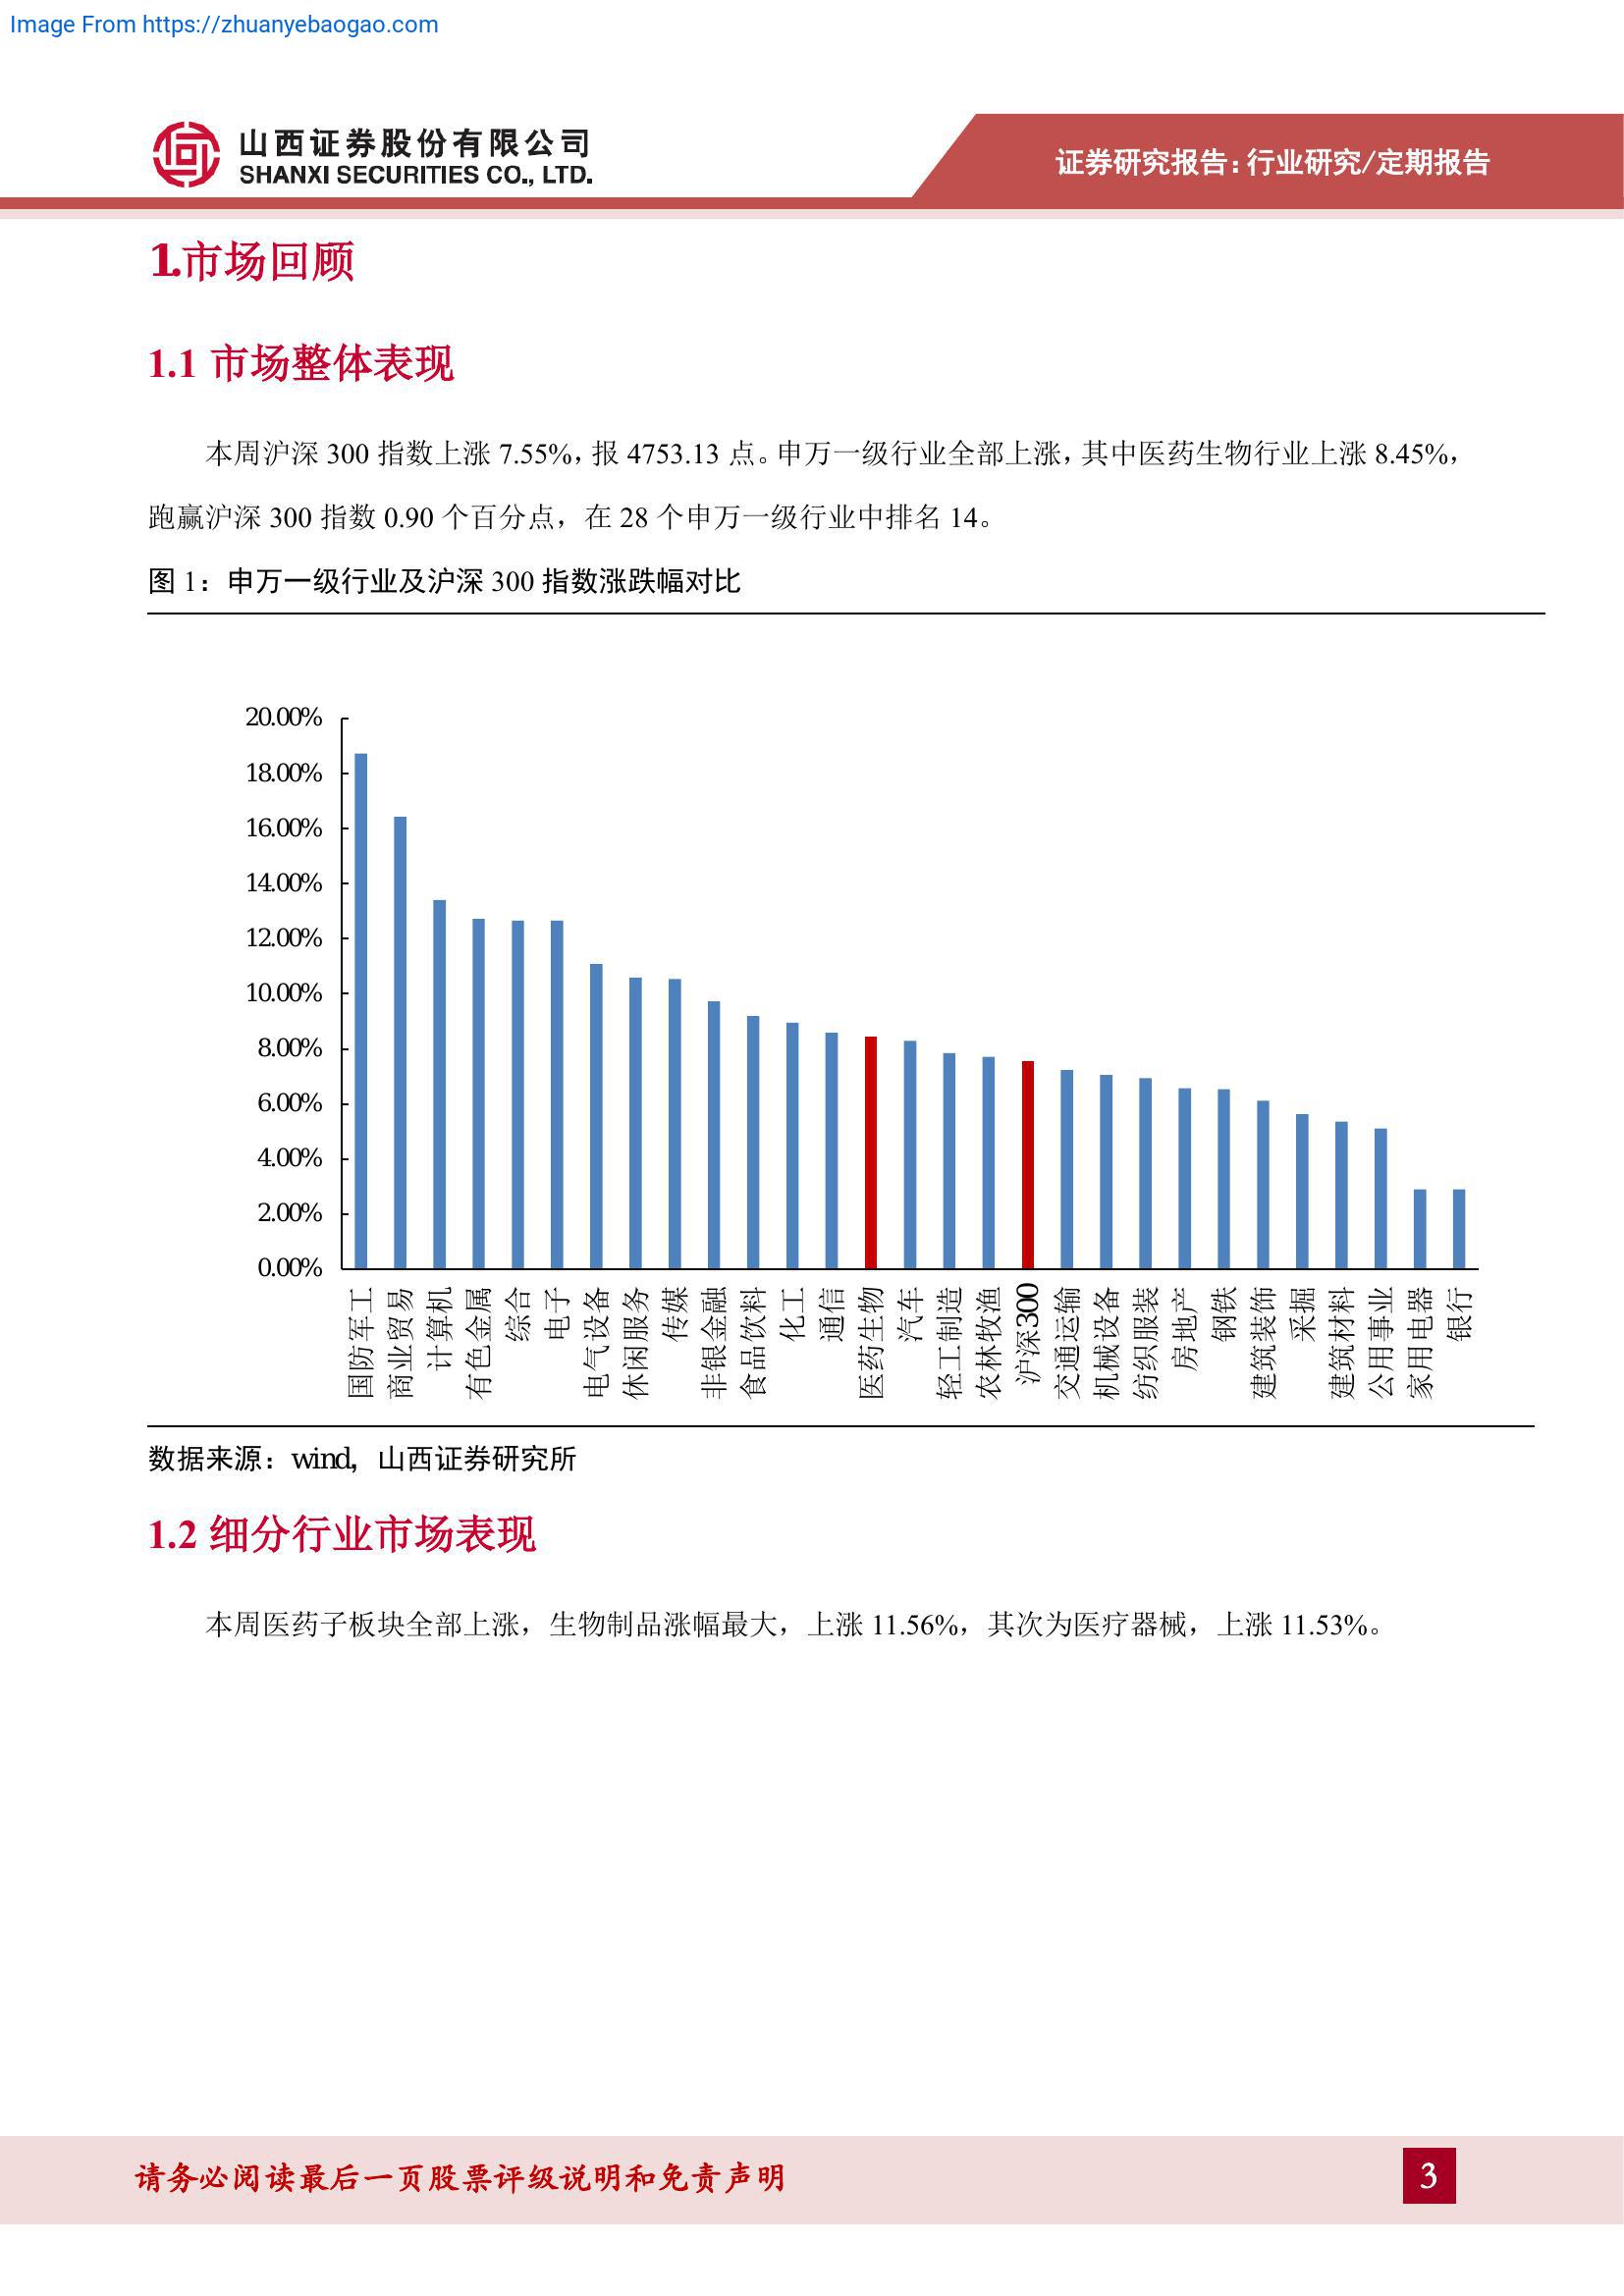 Image From https://zhuanyebaogao.com
山西证券股份有限公司
SHANXI SECURITIES CO., LTD.
证券研究报告：行业研究/定期报告
1.市场回顾
1.1 市场整体表现
本周沪深 300 指数上涨 7.55%，报 4753.13 点。申万一级行业全部上涨，其中医药生物行业上涨 8.45%，
跑赢沪深 300 指数 0.90 个百分点，在 28 个申万一级行业中排名 14。
图 1：申万一级行业及沪深 300 指数涨跌幅对比
20.00%
18.00%
16.00%
14.00%
12.00%
10.00%
8.00%
6.00%
4.00%
2.00%
0.00%
国防军工
商业贸易
计算机
有色金属
综合
电子
电气设备
休闲服务
传媒
非银金融
食品饮料
化工
通信
医药生物
汽车
轻工制造
农林牧渔
沪深300
交通运输
机械设备
纺织服装
房地产
钢铁
建筑装饰
采掘
建筑材料
公用事业
家用电器
银行
数据来源：wind，山西证券研究所
1.2 细分行业市场表现
本周医药子板块全部上涨，生物制品涨幅最大，上涨 11.56%，其次为医疗器械，上涨 11.53%。
请务必阅读最后一页股票评级说明和免责声明
3